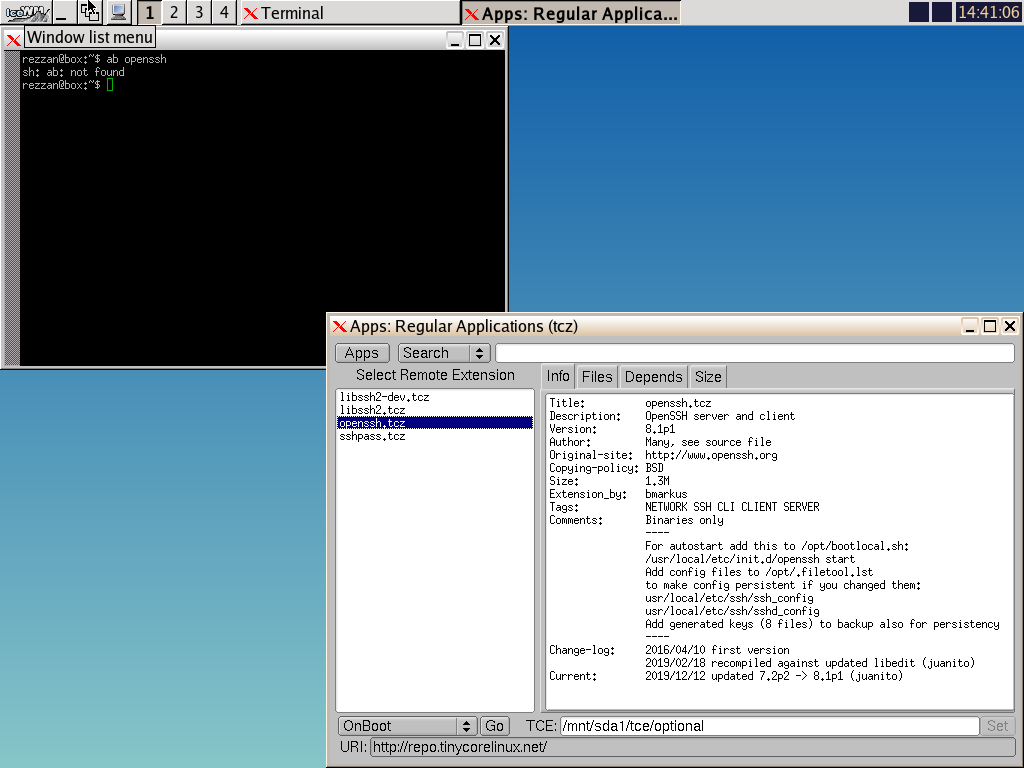 IceWM
1 2 3 4 Terminal Apps: Regular Applica... 14:41:06
Window list menu
rezzan@box:~$ ab openssh
sh: ab: not found
rezzan@box:~$
Apps: Regular Applications (tcz)
Apps Search
Select Remote Extension
Info Files Depends Size
libssh2-dev.tcz
libssh2.tcz
openssh.tcz
sshpass.tcz
Title: openssh.tcz
Description: OpenSSH server and client
Version: 8.1p1
Author: Many, see source file
Original-site: http://www.openssh.org
Copying-policy: BSD
Size: 1.3M
Extension_by: bmarkus
Tags: NETWORK SSH CLI CLIENT SERVER
Comments: Binaries only
----
For autostart add this to /opt/bootlocal.sh:
/usr/local/etc/init.d/openssh start
Add config files to /opt/.filetool.lst
to make config persistent if you changed them:
usr/local/etc/ssh/ssh_config
usr/local/etc/ssh/sshd_config
Add generated keys (8 files) to backup also for persistency
----
Change-log: 2016/04/10 first version
2019/02/18 recompiled against updated libedit (juanito)
Current: 2019/12/12 updated 7.2p2 -> 8.1p1 (juanito)
OnBoot Go TCE: /mnt/sda1/tce/optional Set
URI: http://repo.tinycorelinux.net/